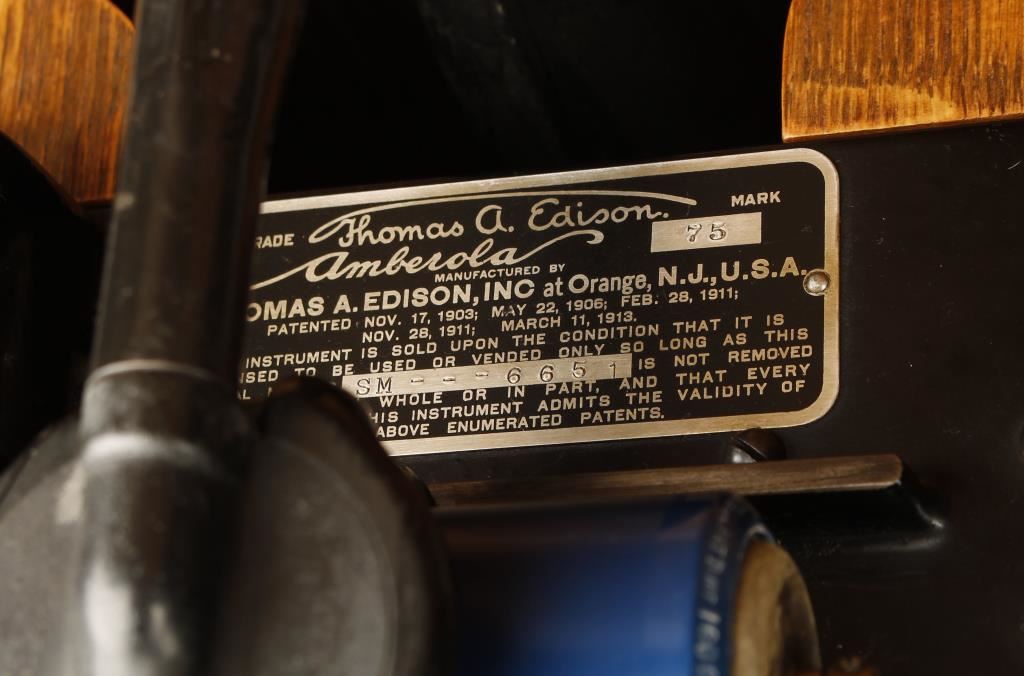 RADE Thomas A. Edison. MARK
Amberola 75
MANUFACTURED BY
OMAS A. EDISON, INC at Orange, N.J., U.S.A.
PATENTED NOV. 17, 1903; MAY 22, 1906; FEB. 28, 1911;
NOV. 28, 1911; MARCH 11, 1913.
INSTRUMENT IS SOLD UPON THE CONDITION THAT IT IS
SED TO BE USED OR VENDED ONLY SO LONG AS THIS
AL SM - - - 6651 IS NOT REMOVED
WHOLE OR IN PART, AND THAT EVERY
HIS INSTRUMENT ADMITS THE VALIDITY OF
ABOVE ENUMERATED PATENTS.